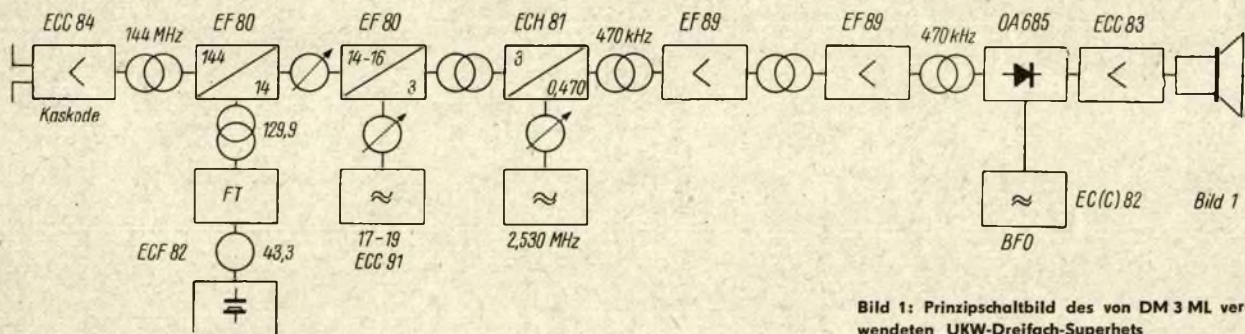 ECC 84
144 MHz
EF 80
EF 80
ECH 81
470 kHz
EF 89
EF 89
470 kHz
OA 685
ECC 83
<
144
14
14-16
3
3
0,470
<
<
<
Kaskode
129,9
FT
≈
≈
≈
EC(C) 82
Bild 1
17-19
ECC 91
2,530 MHz
BFO
ECF 82
43,3
Bild 1: Prinzipschaltbild des von DM 3 ML ver
wendeten UKW-Dreifach-Superhets